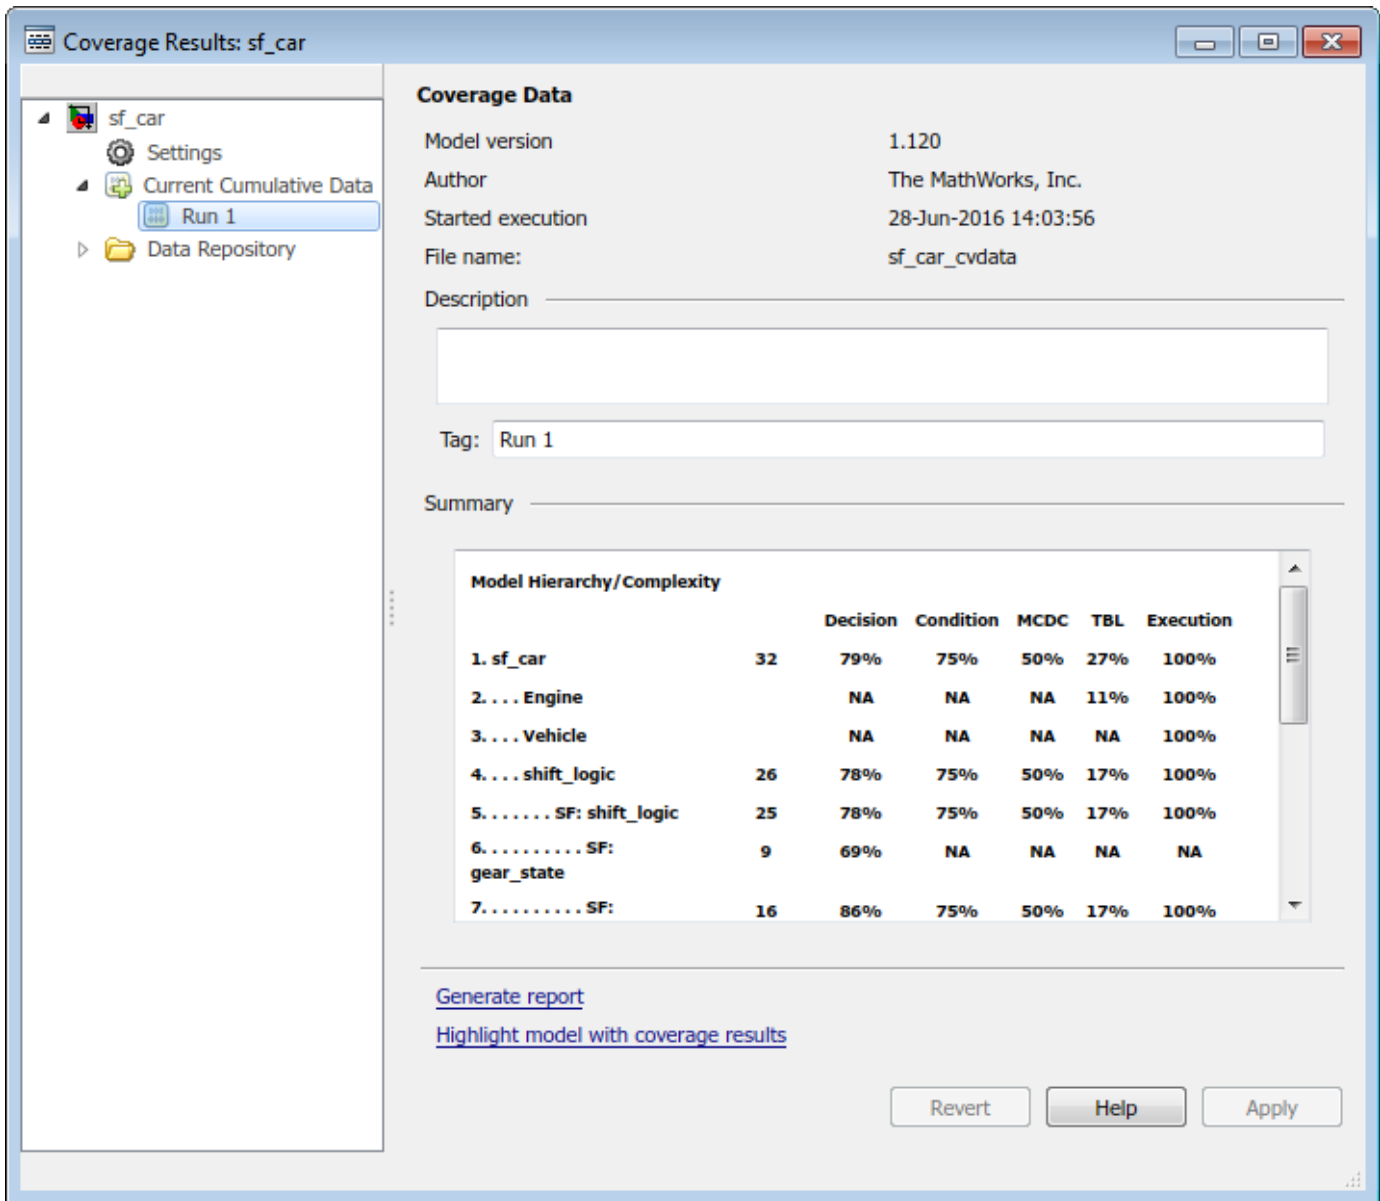 Coverage Results: sf_car
sf_car
Settings
Current Cumulative Data
Run 1
Data Repository
Coverage Data
Model version 1.120
Author The MathWorks, Inc.
Started execution 28-Jun-2016 14:03:56
File name: sf_car_cvdata
Description
Tag: Run 1
Summary
Model Hierarchy/Complexity
Decision Condition MCDC TBL Execution
1. sf_car 32 79% 75% 50% 27% 100%
2. . . . Engine NA NA NA 11% 100%
3. . . . Vehicle NA NA NA NA 100%
4. . . . shift_logic 26 78% 75% 50% 17% 100%
5. . . . . . . SF: shift_logic 25 78% 75% 50% 17% 100%
6. . . . . . . . . . SF: 9 69% NA NA NA NA
gear_state
7. . . . . . . . . . SF: 16 86% 75% 50% 17% 100%
Generate report
Highlight model with coverage results
Revert Help Apply